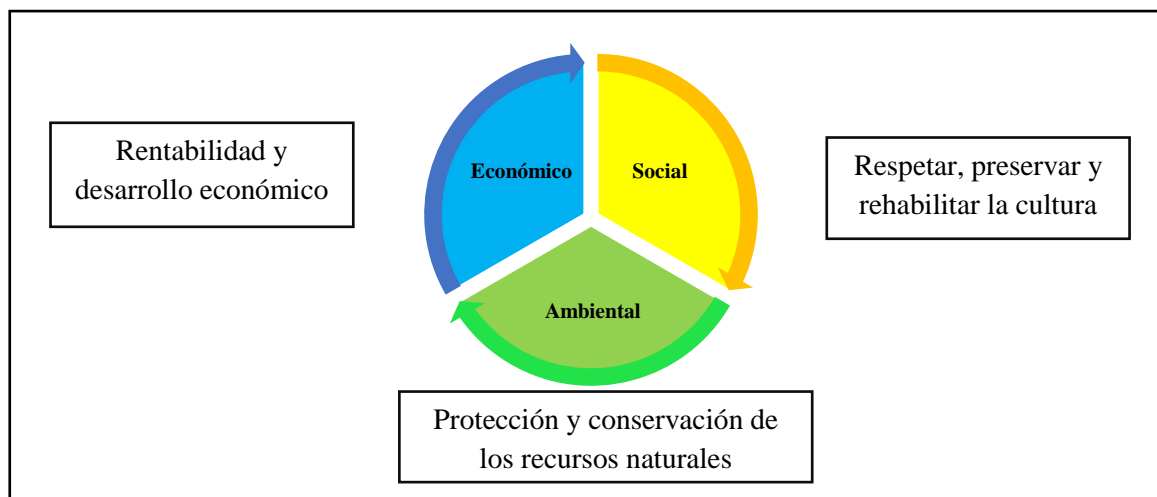 Rentabilidad y
desarrollo económico
Económico
Social
Respetar, preservar y
rehabilitar la cultura
Ambiental
Protección y conservación de
los recursos naturales